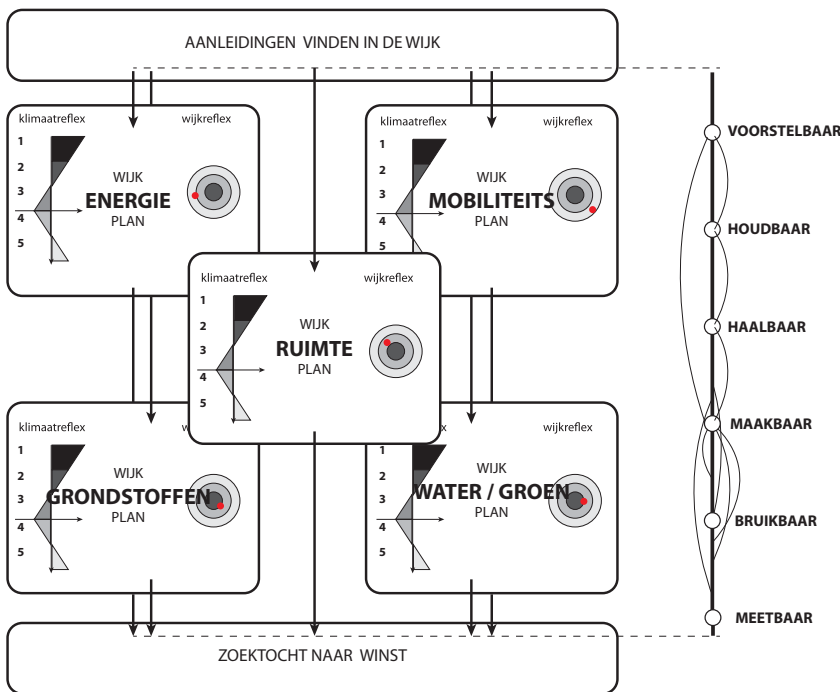 AANLEIDINGEN VINDEN IN DE WIJK
klimaatreflex
wijkreflex
1
2
3
4
5
WIJK
ENERGIE
PLAN
klimaatreflex
wijkreflex
1
2
3
4
5
WIJK
MOBILITEITS
PLAN
klimaatreflex
wijkreflex
1
2
3
4
5
WIJK
RUIMTE
PLAN
klimaatreflex
w
1
2
3
4
5
WIJK
GRONDSTOFFEN
PLAN
klimaatreflex
wijkreflex
1
2
3
4
5
WIJK
WATER / GROEN
PLAN
ZOEKTOCHT NAAR WINST
VOORSTELBAAR
HOUDBAAR
HAALBAAR
MAAKBAAR
BRUIKBAAR
MEETBAAR